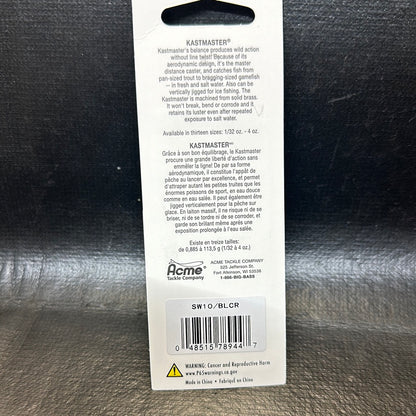 KASTMASTER®
Kastmaster's balance produces wild action
without line twist! Because of its
aerodynamic design, it's the master
distance caster, and catches fish from
pan-sized trout to bragging-sized gamefish
— in fresh and salt water. Also can be
vertically jigged for ice fishing. The
Kastmaster is machined from solid brass.
It won't break, bend or corrode and it
retains its luster even after repeated
exposure to salt water.
Available in thirteen sizes: 1/32 oz. - 4 oz.
KASTMASTER
Grâce à son bon équilibrage, le Kastmaster
procure une grande liberté d'action sans
emmêler la ligne! De par sa forme
aérodynamique, il constitue l'appât de
pêche au lancer par excellence, et permet
d'attraper autant les petites truites que les
énormes poissons de sport, en eau douce
comme en eau salée. Il peut également être
jigged verticalement pour la pêche sur
glace. En laiton massif, il ne risque ni de se
briser, ni de se tordre ni de se corroder, et
garde son brillant même après une
exposition prolongée à l'eau salée.
Existe en treize tailles:
de 0,885 à 113,5 g (1/32 à 4 oz.)
Acme
Tackle Company
ACME TACKLE COMPANY
525 Jefferson St.
Fort Atkinson, WI 53538
1-866-BIG-BASS
SW10/BLCR
0 48515 78944 7
WARNING: Cancer and Reproductive Harm
www.P65warnings.ca.gov
Made in China • Fabriqué en China